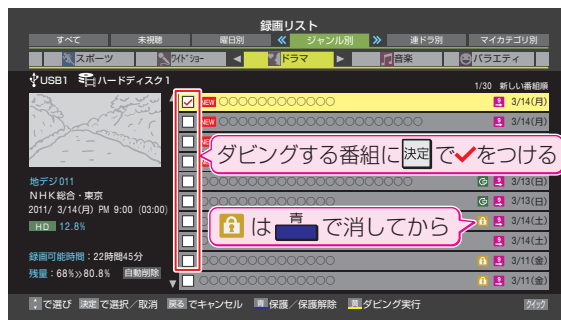 録画リスト
すべて 未視聴 曜日別 ジャンル別 連ドラ別 マイカテゴリ別
スポーツ ワイドショー ドラマ 音楽 バラエティ
USB1 ハードディスク1
1/30 新しい番組順
NEW ○○○○○○○○○○○○ 3/14(月)
NEW ○○○○○○○○○○○○○○○○○○○○○ 3/14(月)
ダビングする番組に 決定 で✓をつける
地デジ011
NHK総合・東京
2011/ 3/14(月) PM 9:00 (03:00)
HD 12.8%
○○○○○○○○○○○○○○○○○○○○ 3/13(日)
○○○○○○○○○○○○ 3/13(日)
は 青 で消してから
3/14(土)
3/14(土)
録画可能時間：22時間45分
残量：68%»80.8% 自動削除
○○○○○○○○○○○○ 3/11(金)
○○○○○○○○○○○○ 3/11(金)
で選び 決定 で選択／取消 戻る でキャンセル 青 保護／保護解除 黄 ダビング実行 クイック